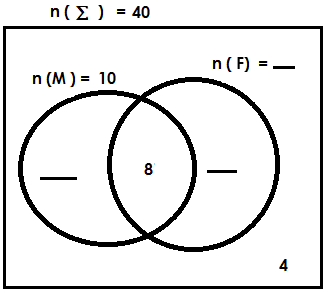 n ( Σ ) = 40
n ( F) = __
n (M ) = 10
__ 8 __
4